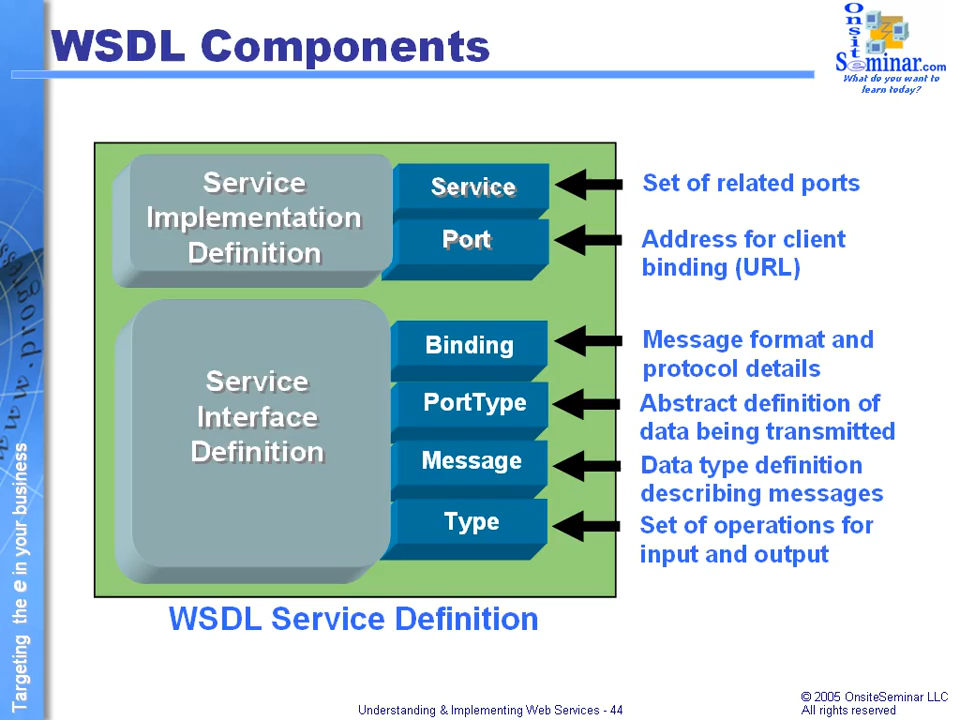 WSDL Components
Onsite
Seminar.com
What do you want to
learn today?
Service
Implementation
Definition
Service
Port
Set of related ports
Address for client
binding (URL)
Service
Interface
Definition
Binding
PortType
Message
Type
Message format and
protocol details
Abstract definition of
data being transmitted
Data type definition
describing messages
Set of operations for
input and output
WSDL Service Definition
www.progress
Targeting the e in your business
Understanding & Implementing Web Services - 44
© 2005 OnsiteSeminar LLC
All rights reserved